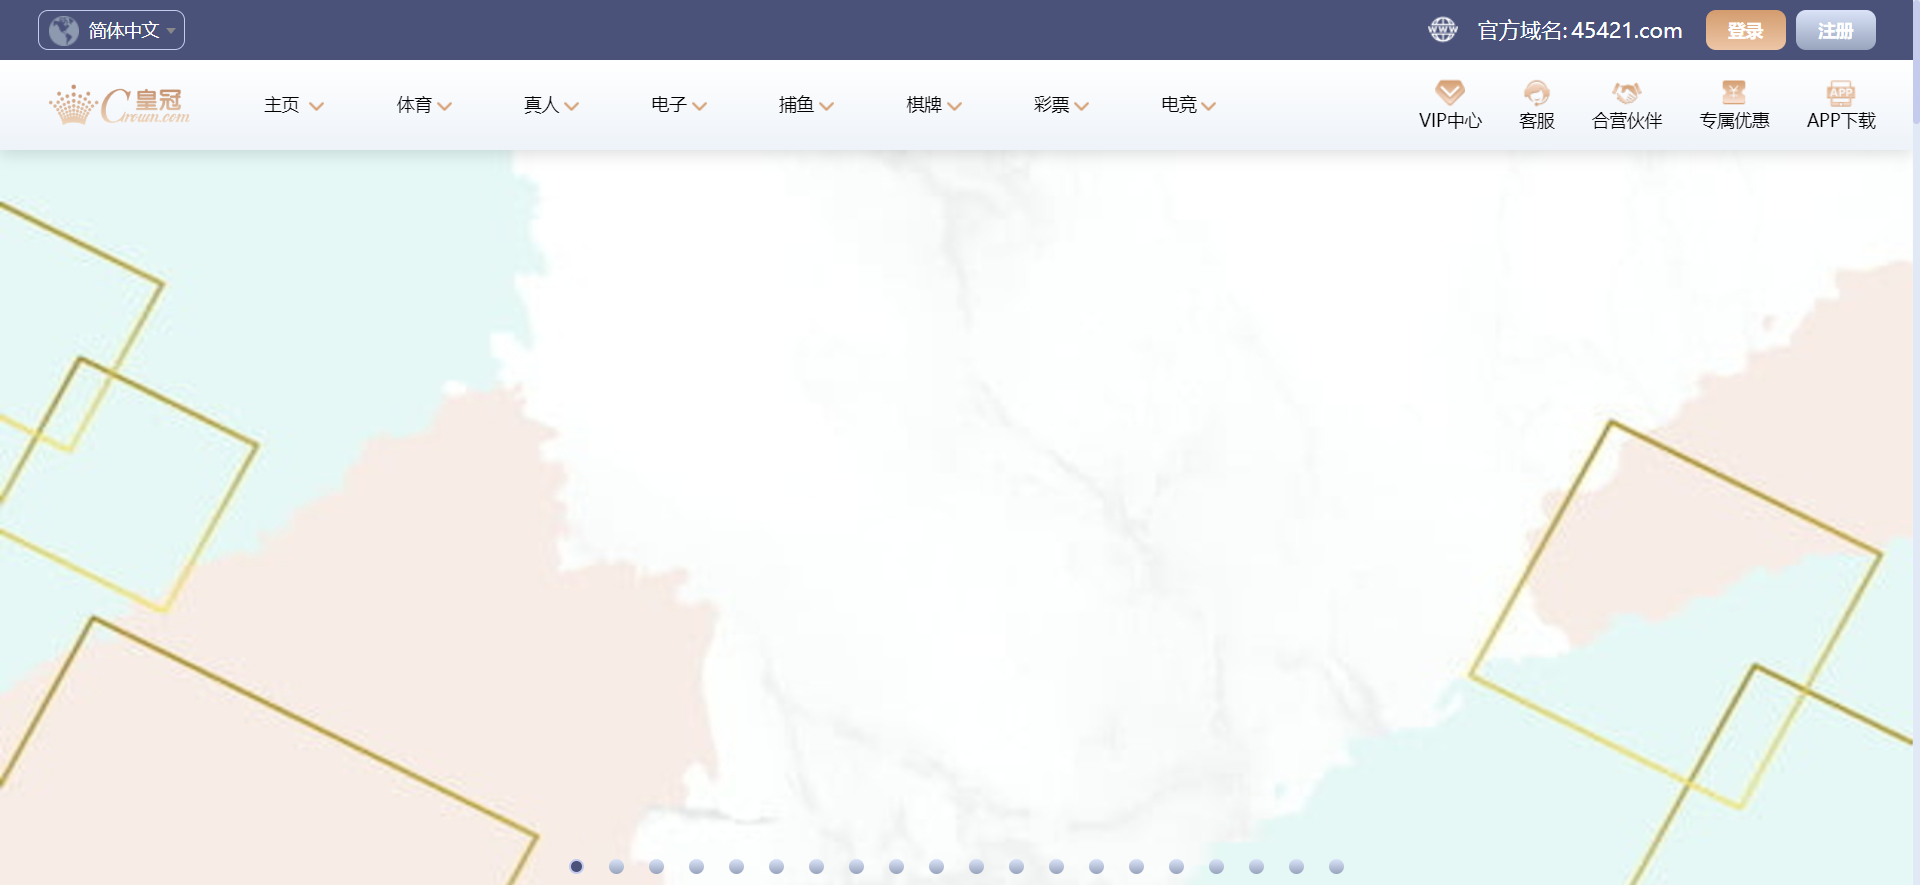 简体中文
官方域名: 45421.com
登录
注册
皇冠
Crown.com
主页
体育
真人
电子
捕鱼
棋牌
彩票
电竞
VIP中心
客服
合营伙伴
专属优惠
APP
APP下载
WWW